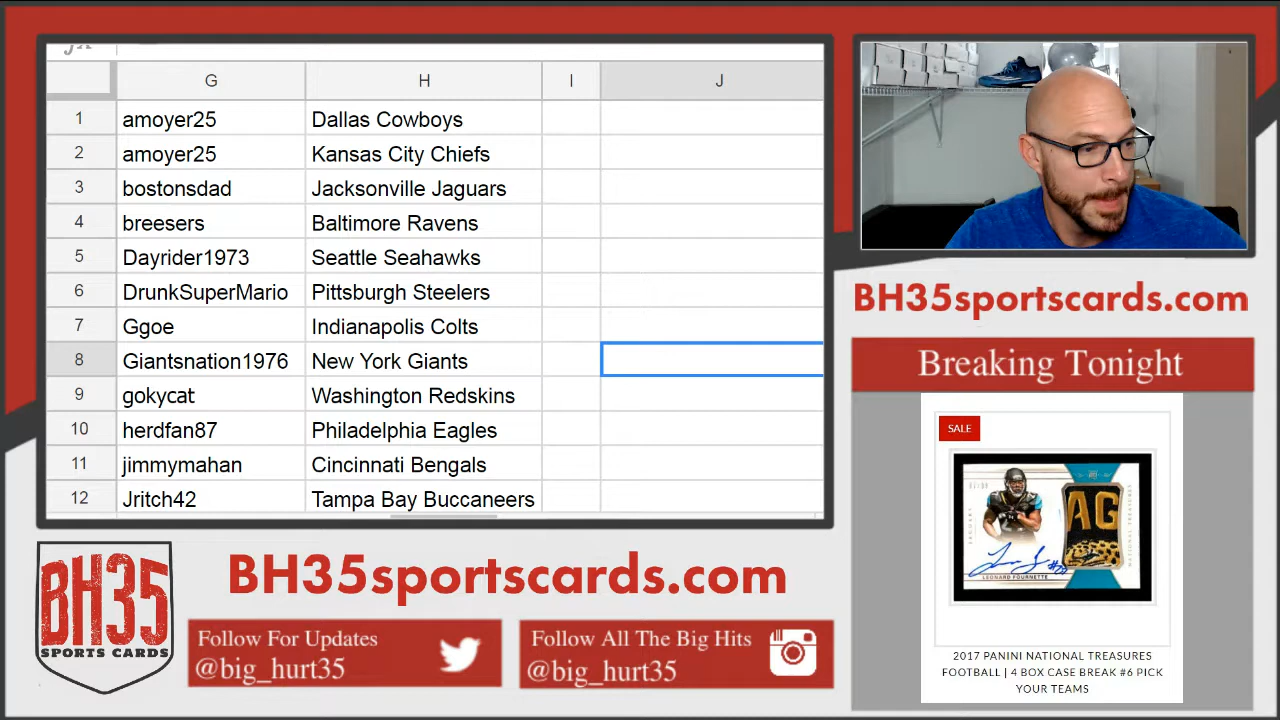 G H I J
1 amoyer25 Dallas Cowboys
2 amoyer25 Kansas City Chiefs
3 bostonsdad Jacksonville Jaguars
4 breesers Baltimore Ravens
5 Dayrider1973 Seattle Seahawks
6 DrunkSuperMario Pittsburgh Steelers
7 Ggoe Indianapolis Colts
8 Giantsnation1976 New York Giants
9 gokycat Washington Redskins
10 herdfan87 Philadelphia Eagles
11 jimmymahan Cincinnati Bengals
12 Jritch42 Tampa Bay Buccaneers
BH35sportscards.com
Breaking Tonight
SALE
AG
LEONARD FOURNETTE
2017 PANINI NATIONAL TREASURES
FOOTBALL | 4 BOX CASE BREAK #6 PICK
YOUR TEAMS
BH35
SPORTS CARDS
BH35sportscards.com
Follow For Updates
@big_hurt35
Follow All The Big Hits
@big_hurt35